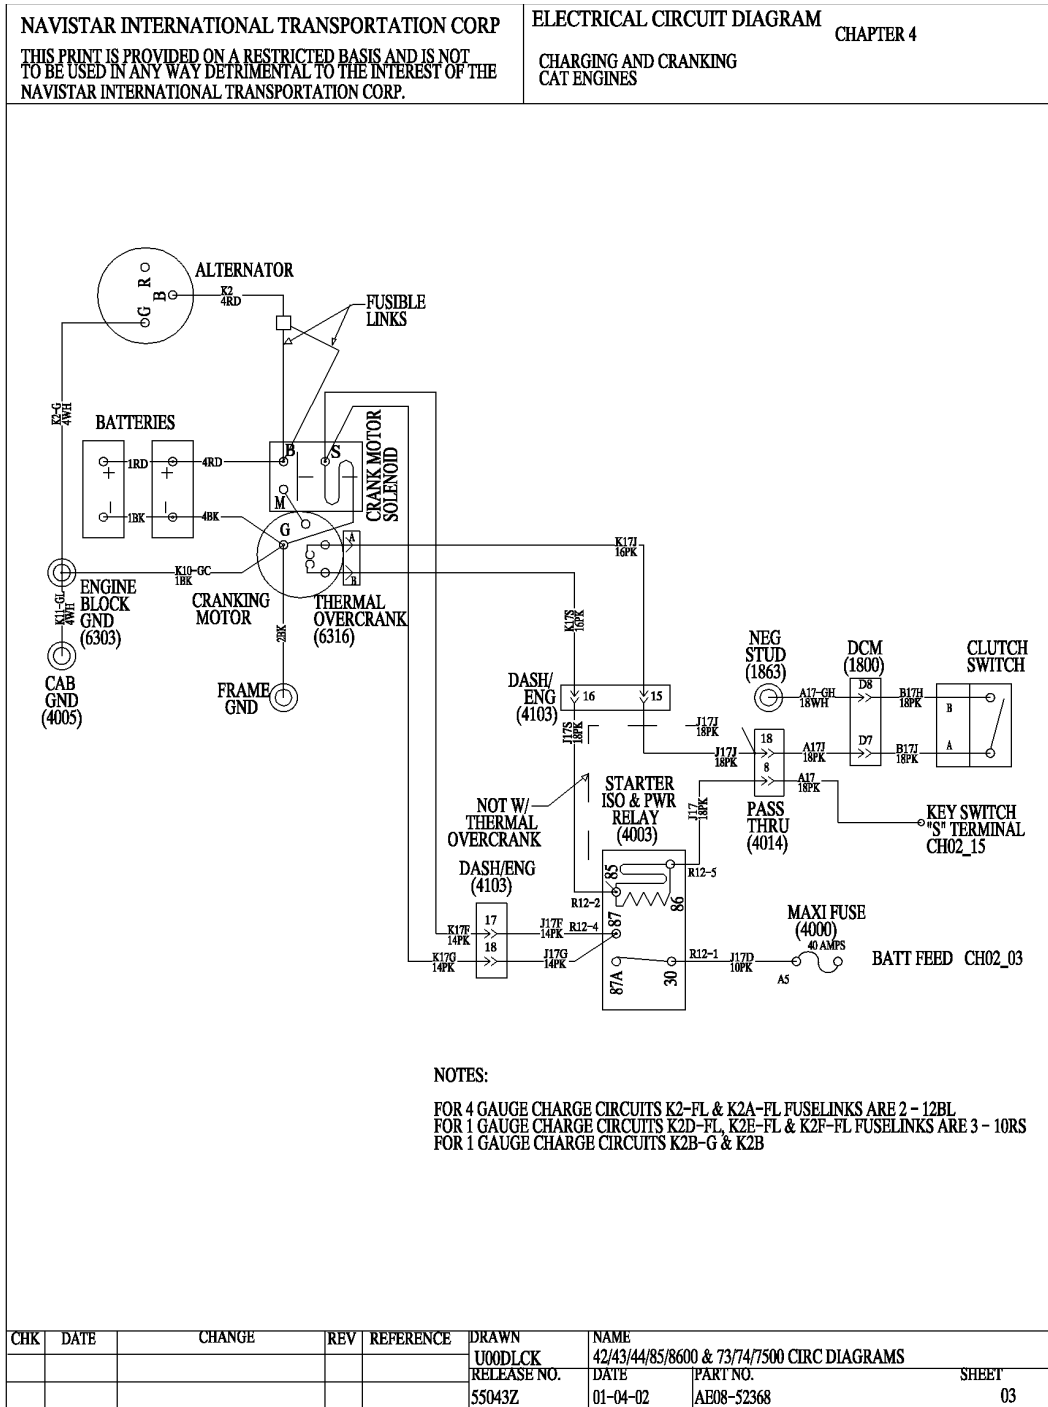 NAVISTAR INTERNATIONAL TRANSPORTATION CORP
THIS PRINT IS PROVIDED ON A RESTRICTED BASIS AND IS NOT
TO BE USED IN ANY WAY DETRIMENTAL TO THE INTEREST OF THE
NAVISTAR INTERNATIONAL TRANSPORTATION CORP.
ELECTRICAL CIRCUIT DIAGRAM
CHAPTER 4
CHARGING AND CRANKING
CAT ENGINES
ALTERNATOR
R
B
G
K2
4RD
FUSIBLE
LINKS
K2-G
4WH
BATTERIES
1RD
4RD
+
+
-
-
1BK
4BK
B
S
M
G
CRANK MOTOR
SOLENOID
A
B
K10-GC
1BK
K11-GL
4WH
ENGINE
BLOCK
GND
(6303)
CRANKING
MOTOR
2BK
THERMAL
OVERCRANK
(6316)
CAB
GND
(4005)
FRAME
GND
K17J
16PK
K17S
16PK
DASH/
ENG
(4103)
16
15
J17S
18PK
J17J
18PK
J17J
18PK
NEG
STUD
(1863)
A17-GH
18WH
DCM
(1800)
D8
D7
B17H
18PK
CLUTCH
SWITCH
B
A
18
8
A17J
18PK
B17J
18PK
A17
18PK
PASS
THRU
(4014)
KEY SWITCH
"S" TERMINAL
CH02_15
NOT W/
THERMAL
OVERCRANK
STARTER
ISO & PWR
RELAY
(4003)
J17
18PK
85
86
87
87A
30
R12-5
R12-2
R12-4
R12-1
DASH/ENG
(4103)
17
18
K17F
14PK
K17G
14PK
J17F
14PK
J17G
14PK
J17D
10PK
MAXI FUSE
(4000)
40 AMPS
A5
BATT FEED CH02_03
NOTES:
FOR 4 GAUGE CHARGE CIRCUITS K2-FL & K2A-FL FUSELINKS ARE 2 - 12BL
FOR 1 GAUGE CHARGE CIRCUITS K2D-FL, K2E-FL & K2F-FL FUSELINKS ARE 3 - 10RS
FOR 1 GAUGE CHARGE CIRCUITS K2B-G & K2B
CHK DATE CHANGE REV REFERENCE
DRAWN
U00DLCK
NAME
42/43/44/85/8600 & 73/74/7500 CIRC DIAGRAMS
RELEASE NO.
55043Z
DATE
01-04-02
PART NO.
AE08-52368
SHEET
03